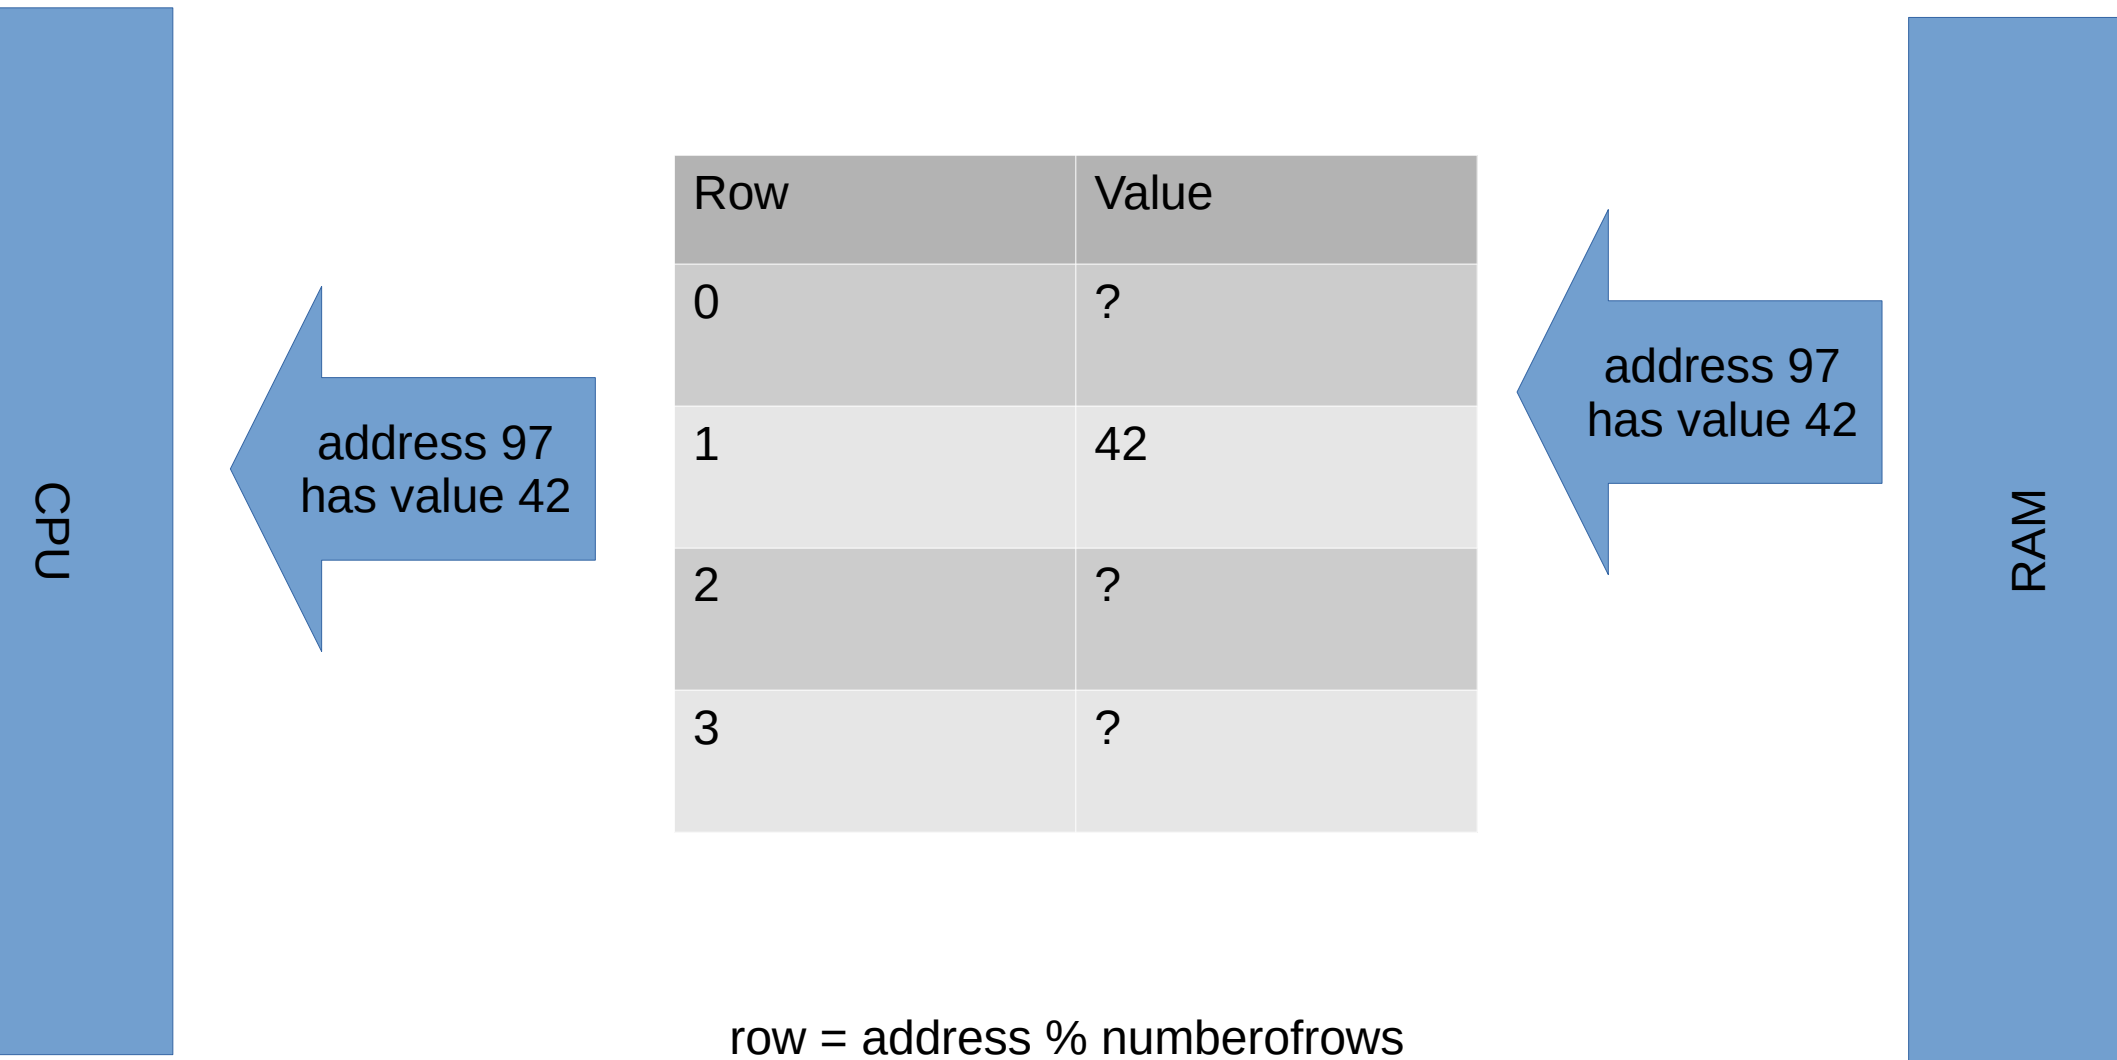 CPU
address 97
has value 42
Row Value
0 ?
1 42
2 ?
3 ?
address 97
has value 42
RAM
row = address % numberofrows